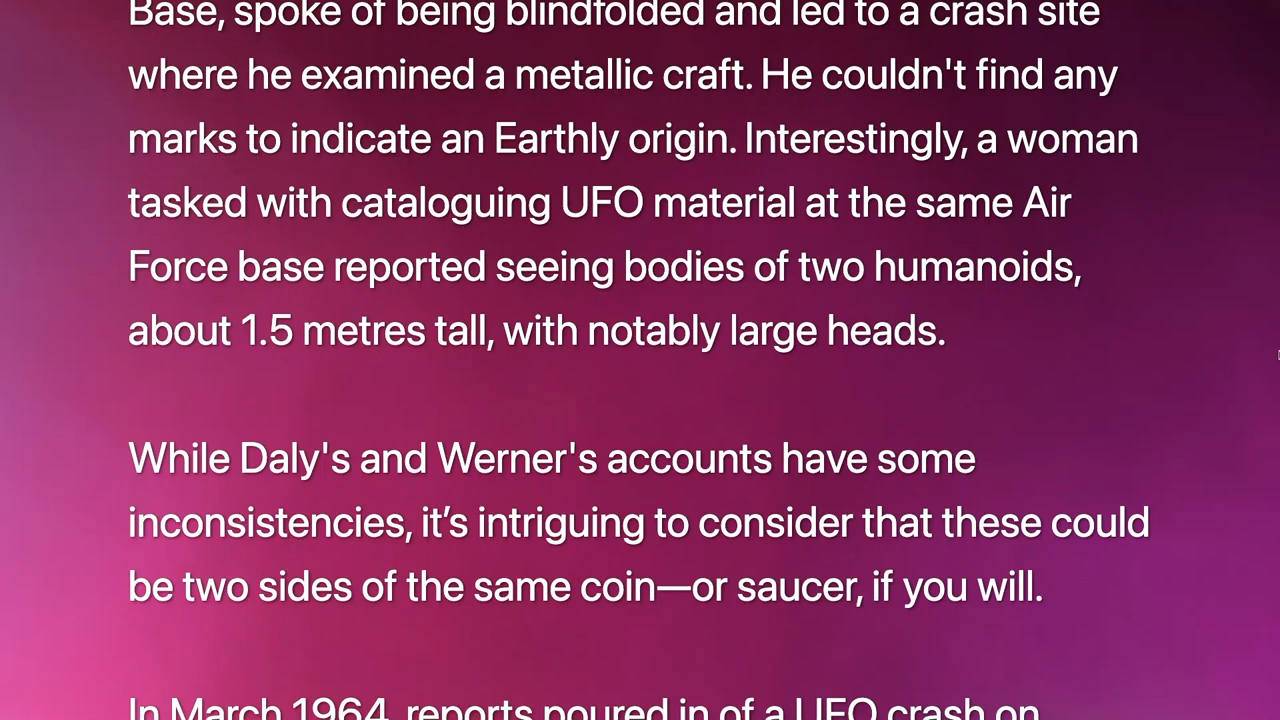 Base, spoke of being blindfolded and led to a crash site
where he examined a metallic craft. He couldn't find any
marks to indicate an Earthly origin. Interestingly, a woman
tasked with cataloguing UFO material at the same Air
Force base reported seeing bodies of two humanoids,
about 1.5 metres tall, with notably large heads.
While Daly's and Werner's accounts have some
inconsistencies, it’s intriguing to consider that these could
be two sides of the same coin—or saucer, if you will.
In March 1964, reports poured in of a UFO crash on